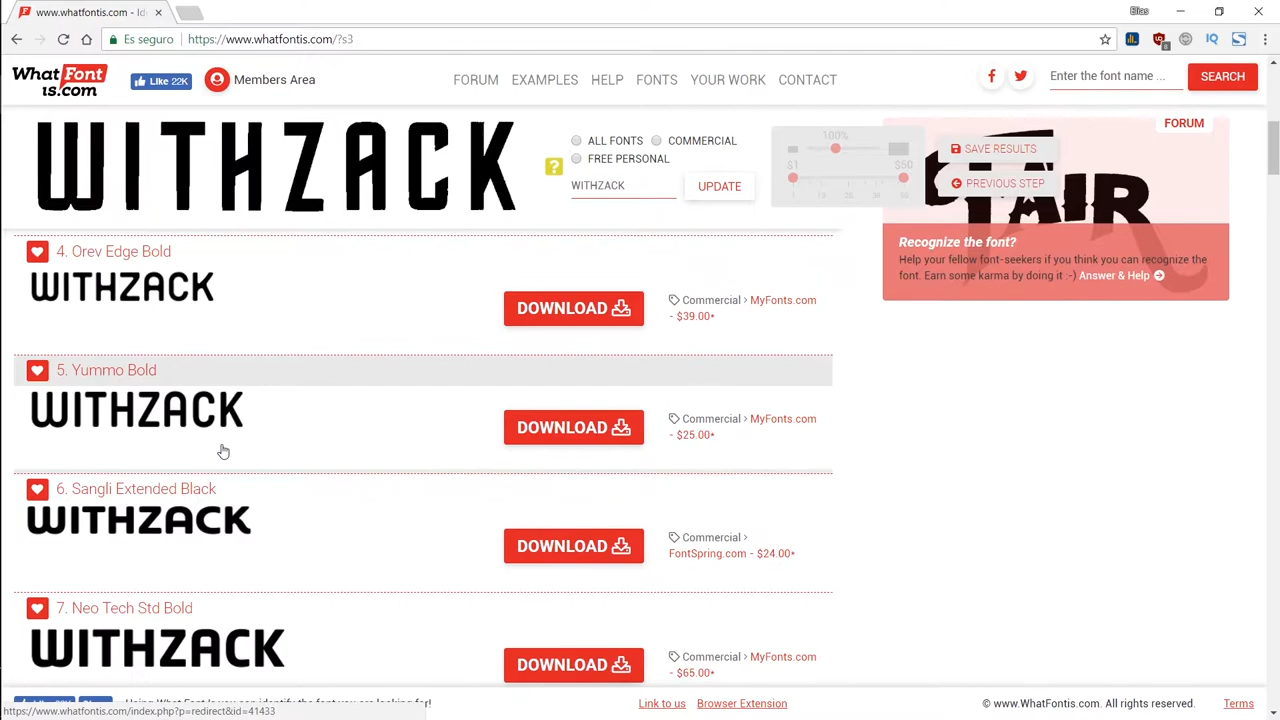 www.whatfontis.com - Id
Elias
Es seguro
https://www.whatfontis.com/?s3
What Font is.com
Like 22K
Members Area
FORUM EXAMPLES HELP FONTS YOUR WORK CONTACT
Enter the font name ...
SEARCH
WITHZACK
ALL FONTS COMMERCIAL
FREE PERSONAL
?
WITHZACK
UPDATE
100%
$1 $60
SAVE RESULTS
PREVIOUS STEP
FORUM
Recognize the font?
Help your fellow font-seekers if you think you can recognize the
font. Earn some karma by doing it :-) Answer & Help
4. Orev Edge Bold
WITHZACK
DOWNLOAD
Commercial › MyFonts.com
- $39.00*
5. Yummo Bold
WITHZACK
DOWNLOAD
Commercial › MyFonts.com
- $25.00*
6. Sangli Extended Black
WITHZACK
DOWNLOAD
Commercial ›
FontSpring.com - $24.00*
7. Neo Tech Std Bold
WITHZACK
DOWNLOAD
Commercial › MyFonts.com
- $65.00*
Link to us
Browser Extension
© www.WhatFontis.com. All rights reserved.
Terms
https://www.whatfontis.com/index.php?p=redirect&id=41433